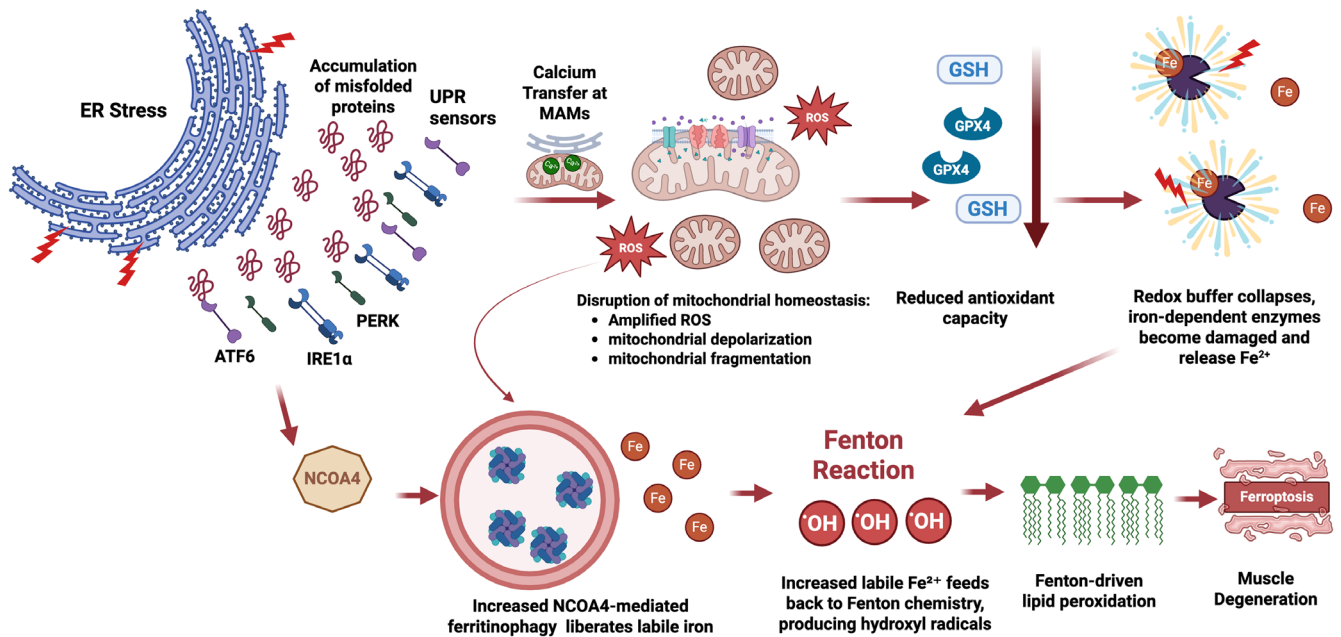 ER Stress
Accumulation
of misfolded
proteins
UPR
sensors
ATF6
IRE1α
PERK
Calcium
Transfer at
MAMs
ROS
ROS
Disruption of mitochondrial homeostasis:
• Amplified ROS
• mitochondrial depolarization
• mitochondrial fragmentation
GSH
GPX4
GPX4
GSH
Reduced antioxidant
capacity
Fe
Fe
Fe
Fe
Redox buffer collapses,
iron-dependent enzymes
become damaged and
release Fe²⁺
NCOA4
Fe
Fe
Fe
Fe
Increased NCOA4-mediated
ferritinophagy liberates labile iron
Fenton
Reaction
•OH
•OH
•OH
Increased labile Fe²⁺ feeds
back to Fenton chemistry,
producing hydroxyl radicals
Fenton-driven
lipid peroxidation
Ferroptosis
Muscle
Degeneration